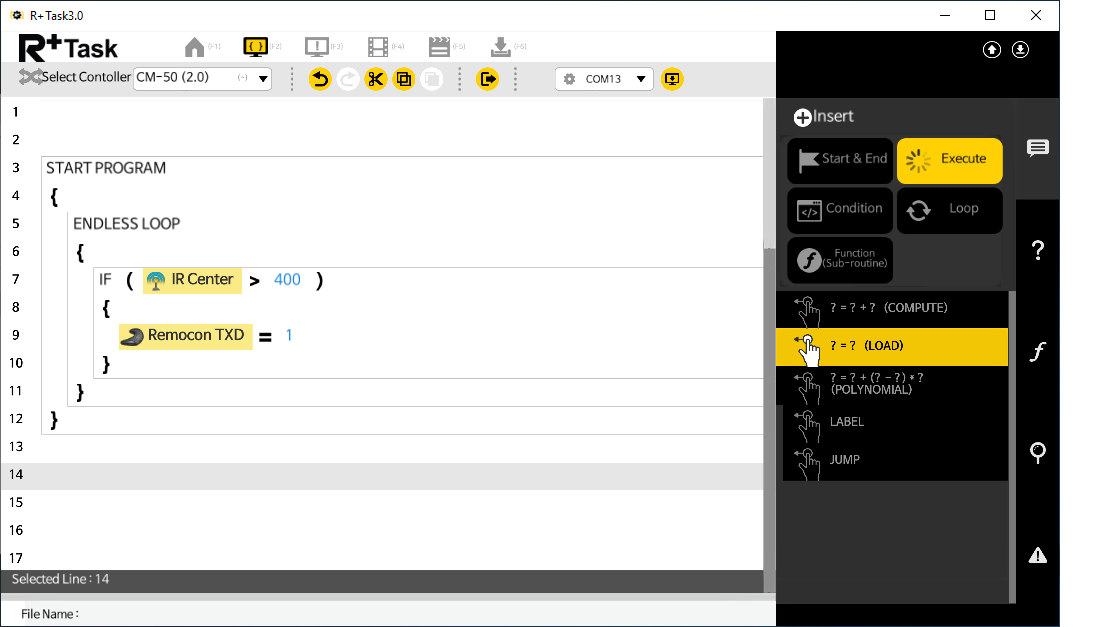 R+ Task3.0
R+Task
(F1)
{ } (F2)
! (F3)
(F4)
(F5)
(F6)
Select Contoller CM-50 (2.0) (~)
COM13
1
2
3 START PROGRAM
4 {
5 ENDLESS LOOP
6 {
7 IF ( IR Center > 400 )
8 {
9 Remocon TXD = 1
10 }
11 }
12 }
13
14
15
16
17
Selected Line : 14
File Name :
Insert
Start & End
Execute
</> Condition
Loop
f Function
(Sub-routine)
? = ? + ? (COMPUTE)
? = ? (LOAD)
? = ? + (? - ?) * ?
(POLYNOMIAL)
LABEL
JUMP
?
f
!